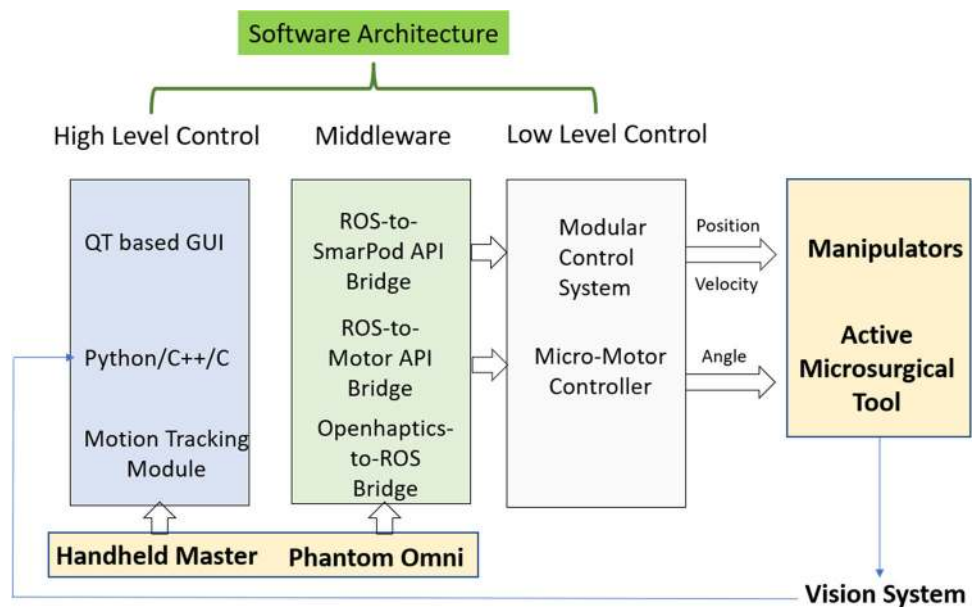 Software Architecture
High Level Control
Middleware
Low Level Control
QT based GUI
Python/C++/C
Motion Tracking
Module
ROS-to-
SmarPod API
Bridge
ROS-to-
Motor API
Bridge
Openhaptics-
to-ROS
Bridge
Modular
Control
System
Micro-Motor
Controller
Position
Velocity
Angle
Manipulators
Active
Microsurgical
Tool
Handheld Master
Phantom Omni
Vision System